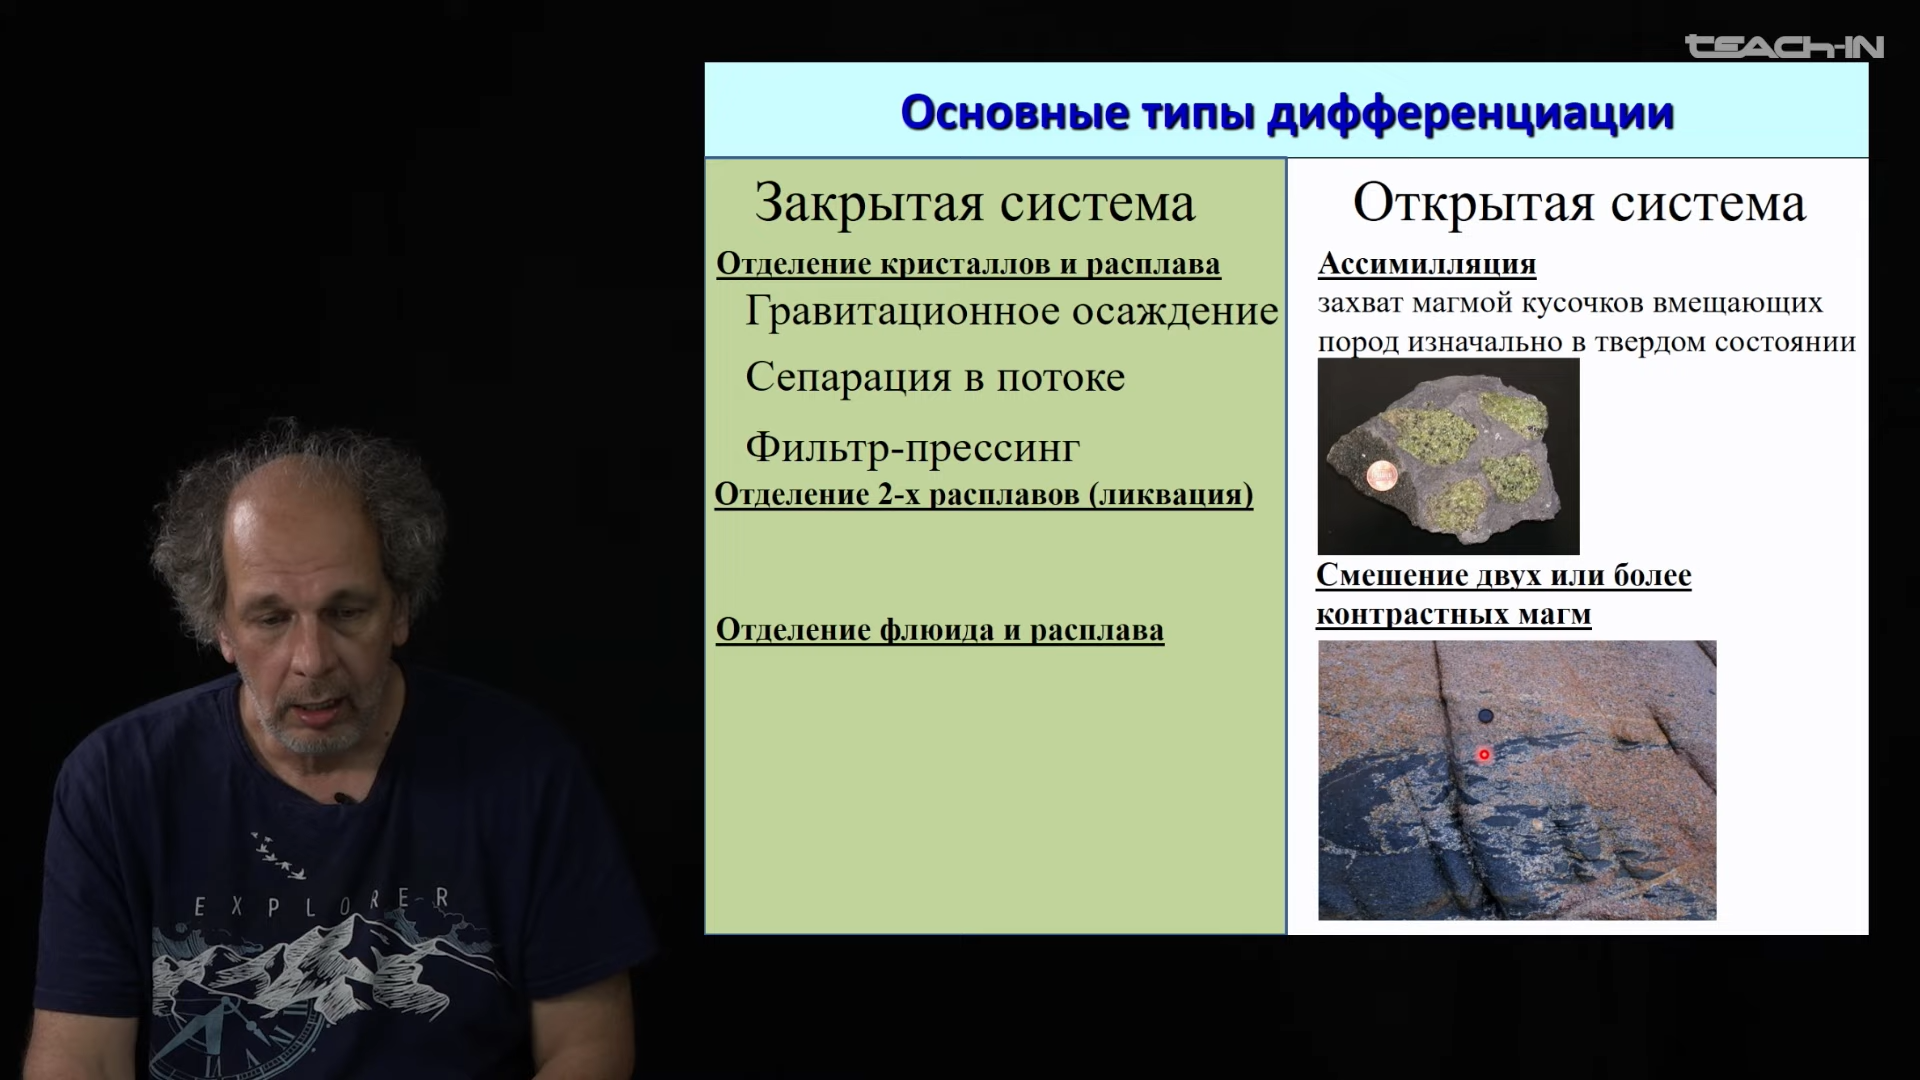 teach-in
Основные типы дифференциации
Закрытая система
Отделение кристаллов и расплава
Гравитационное осаждение
Сепарация в потоке
Фильтр-прессинг
Отделение 2-х расплавов (ликвация)
Отделение флюида и расплава
Открытая система
Ассимилляция
захват магмой кусочков вмещающих
пород изначально в твердом состоянии
Смешение двух или более
контрастных магм
EXPLORER